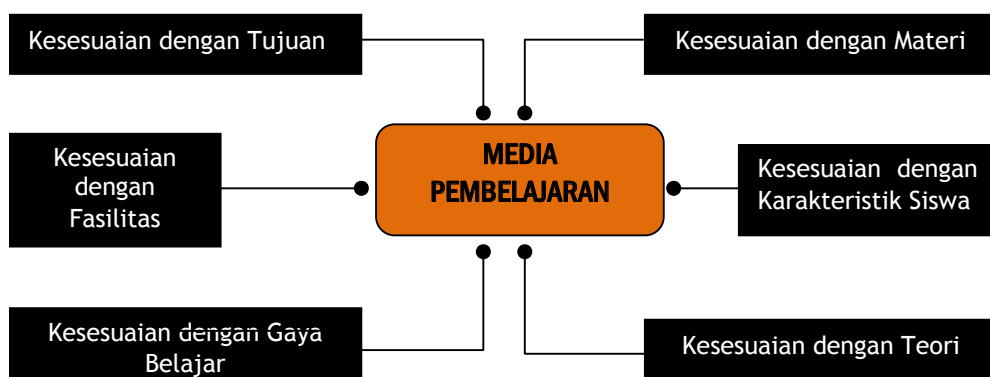 Kesesuaian dengan Tujuan
Kesesuaian dengan Materi
Kesesuaian
dengan
Fasilitas
MEDIA
PEMBELAJARAN
Kesesuaian dengan
Karakteristik Siswa
Kesesuaian dengan Gaya
Belajar
Kesesuaian dengan Teori